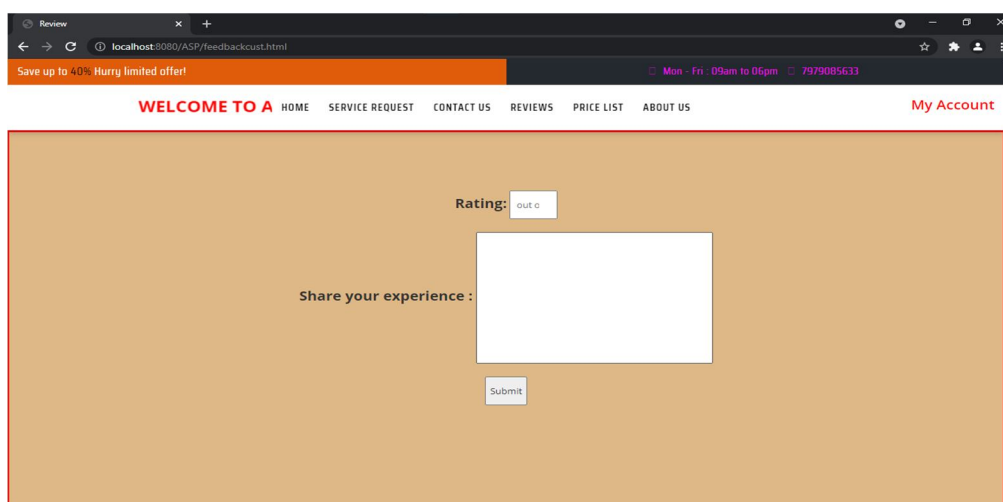 Review
localhost:8080/ASP/feedbackcust.html
Save up to 40% Hurry limited offer! Mon - Fri : 09am to 06pm 7979085633
WELCOME TO A HOME SERVICE REQUEST CONTACT US REVIEWS PRICE LIST ABOUT US My Account
Rating: out o
Share your experience :
Submit